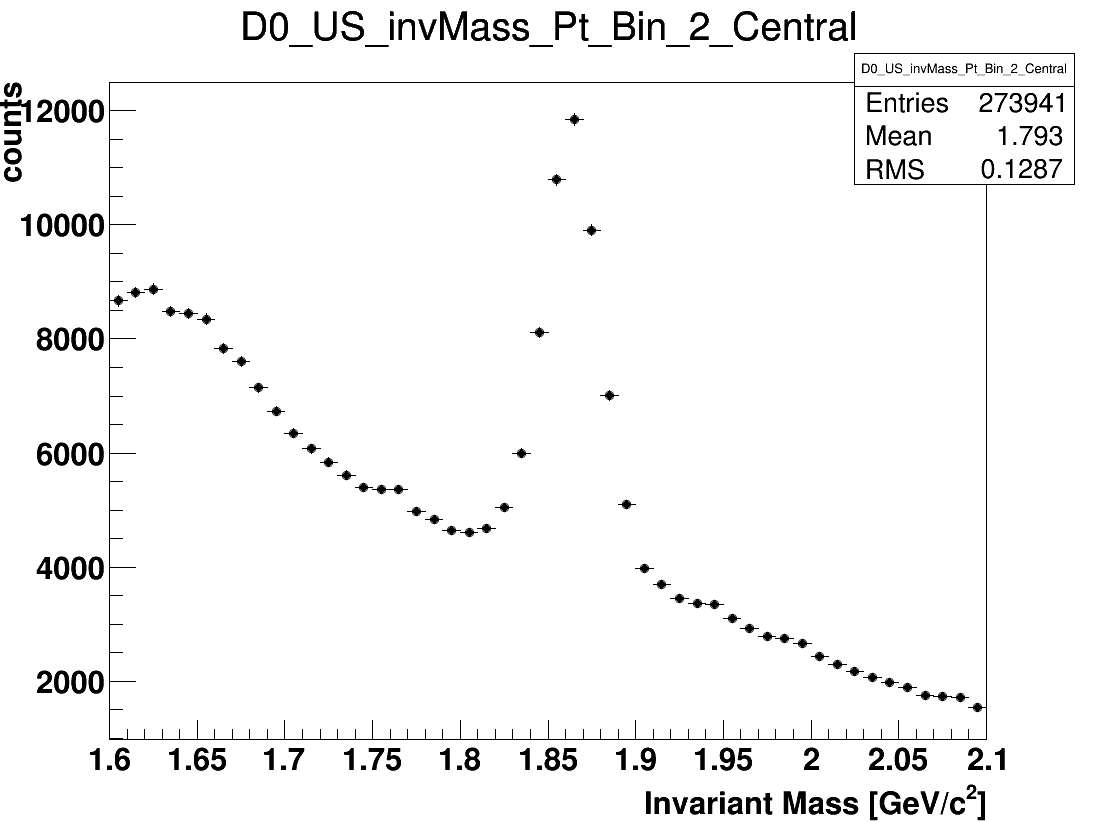 D0_US_invMass_Pt_Bin_2_Central
D0_US_invMass_Pt_Bin_2_Central
Entries 273941
Mean 1.793
RMS 0.1287
counts
12000
10000
8000
6000
4000
2000
1.6 1.65 1.7 1.75 1.8 1.85 1.9 1.95 2 2.05 2.1
Invariant Mass [GeV/c²]